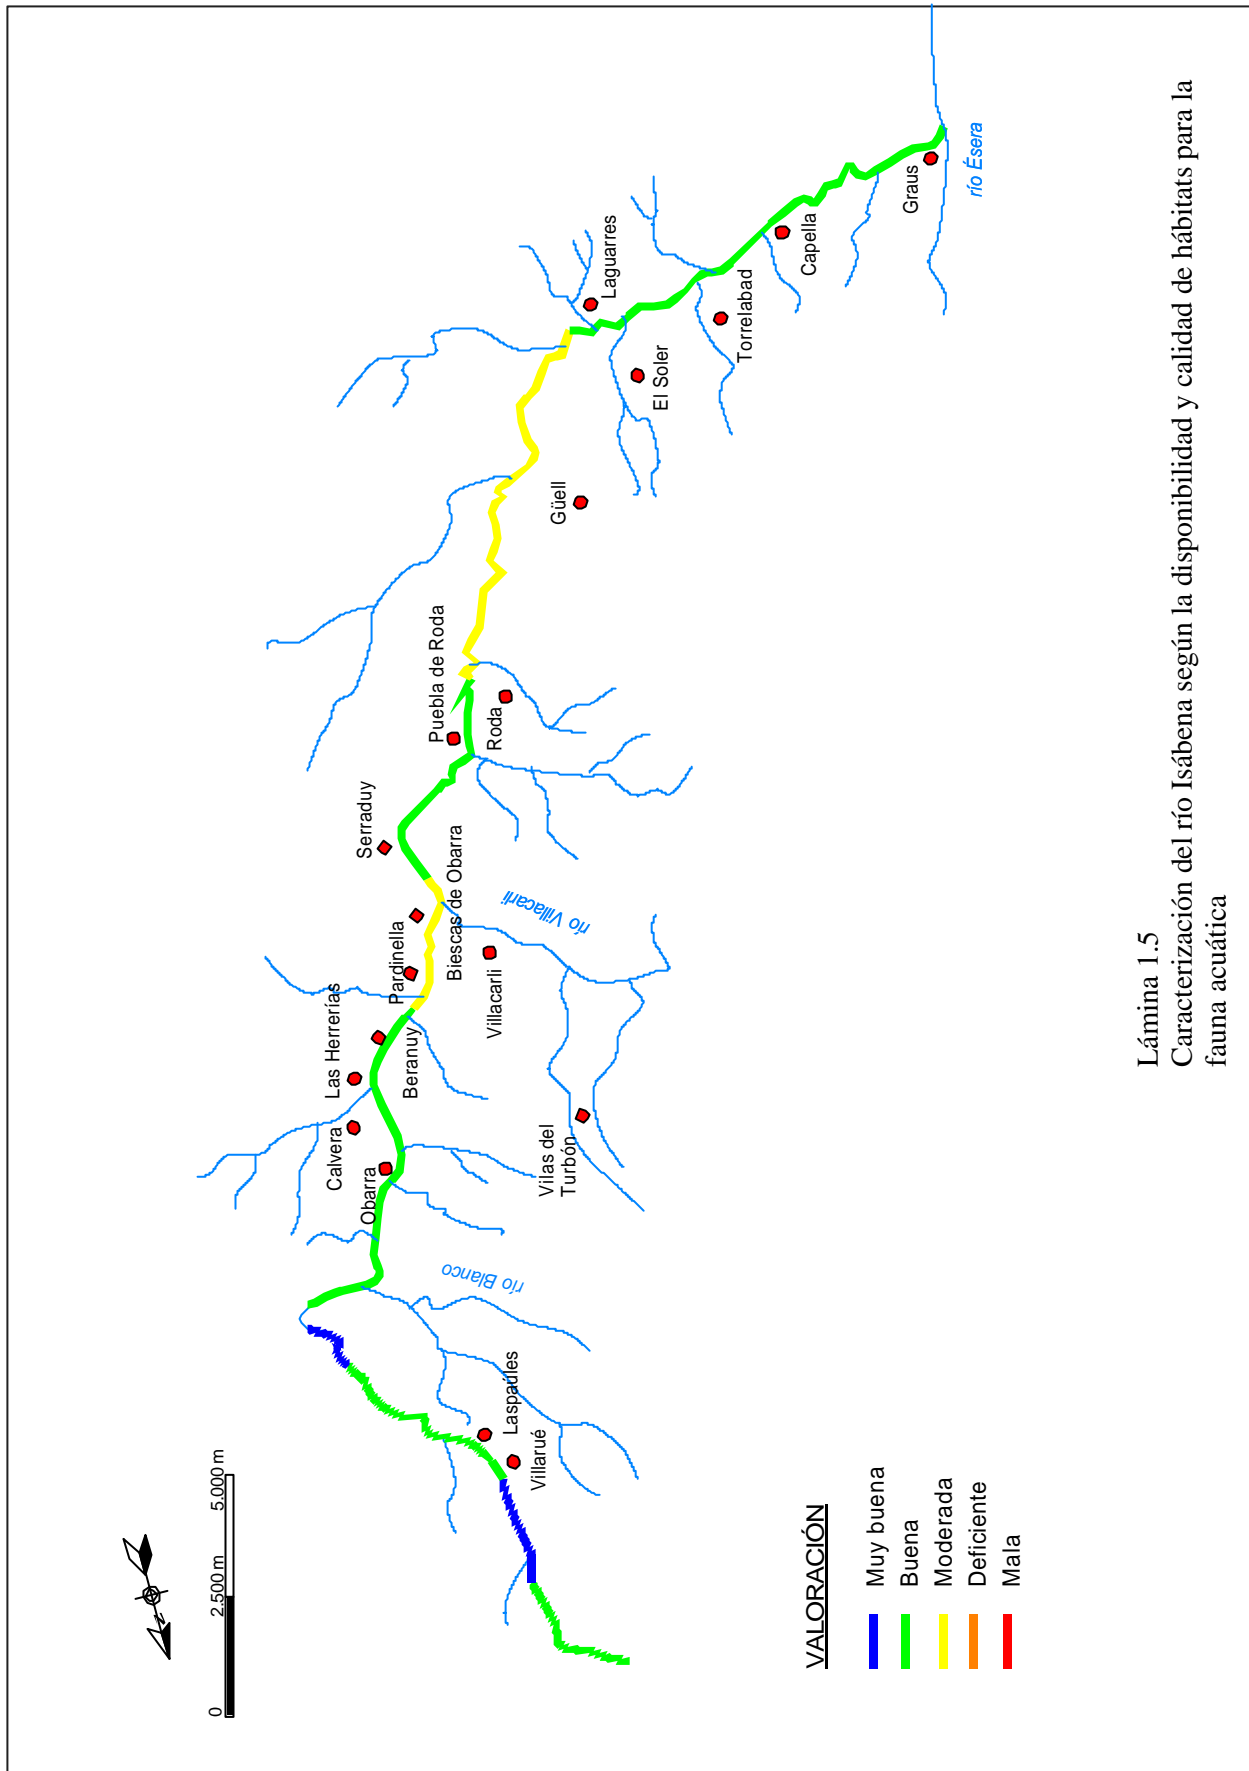 N
0
2.500 m
5.000 m
VALORACIÓN
Muy buena
Buena
Moderada
Deficiente
Mala
Villarué
Laspaúles
río Blanco
Obarra
Calvera
Las Herrerías
Beranuy
Vilas del
Turbón
Pardinella
Villacarli
Biescas de Obarra
río Villacarli
Serraduy
Puebla de Roda
Roda
Güell
El Soler
Laguarres
Torrelabad
Capella
Graus
río Ésera
Lámina 1.5
Caracterización del río Isábena según la disponibilidad y calidad de hábitats para la
fauna acuática